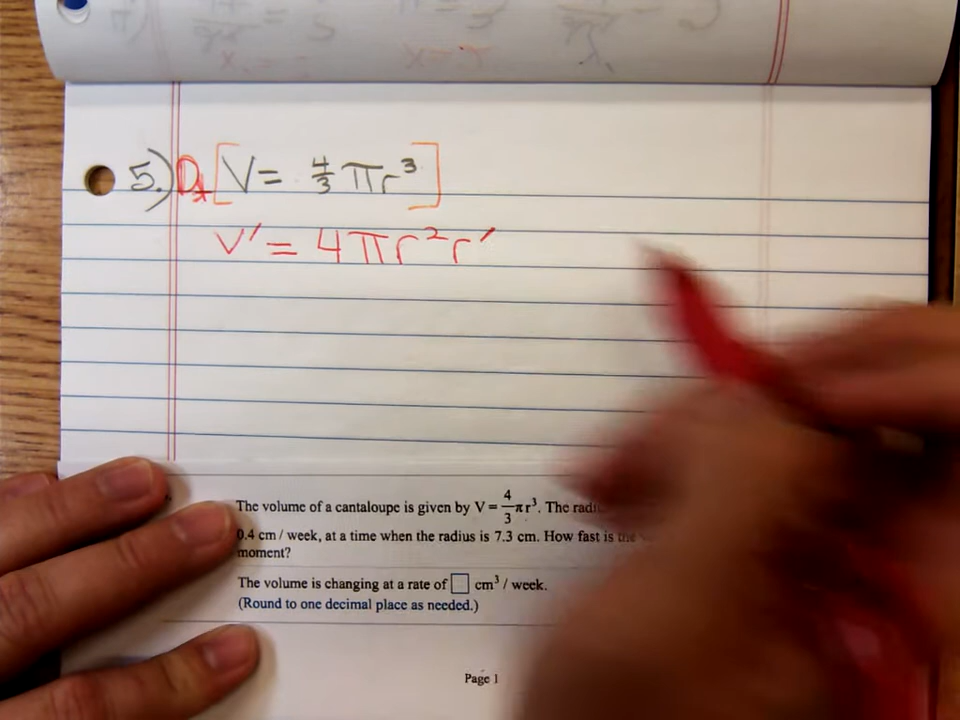 5.) Dt [V = 4/3 πr³]
V' = 4πr²r'
The volume of a cantaloupe is given by V = 4/3 πr³. The
0.4 cm / week, at a time when the radius is 7.3 cm. How fast is the
moment?
The volume is changing at a rate of □ cm³ / week.
(Round to one decimal place as needed.)
Page 1